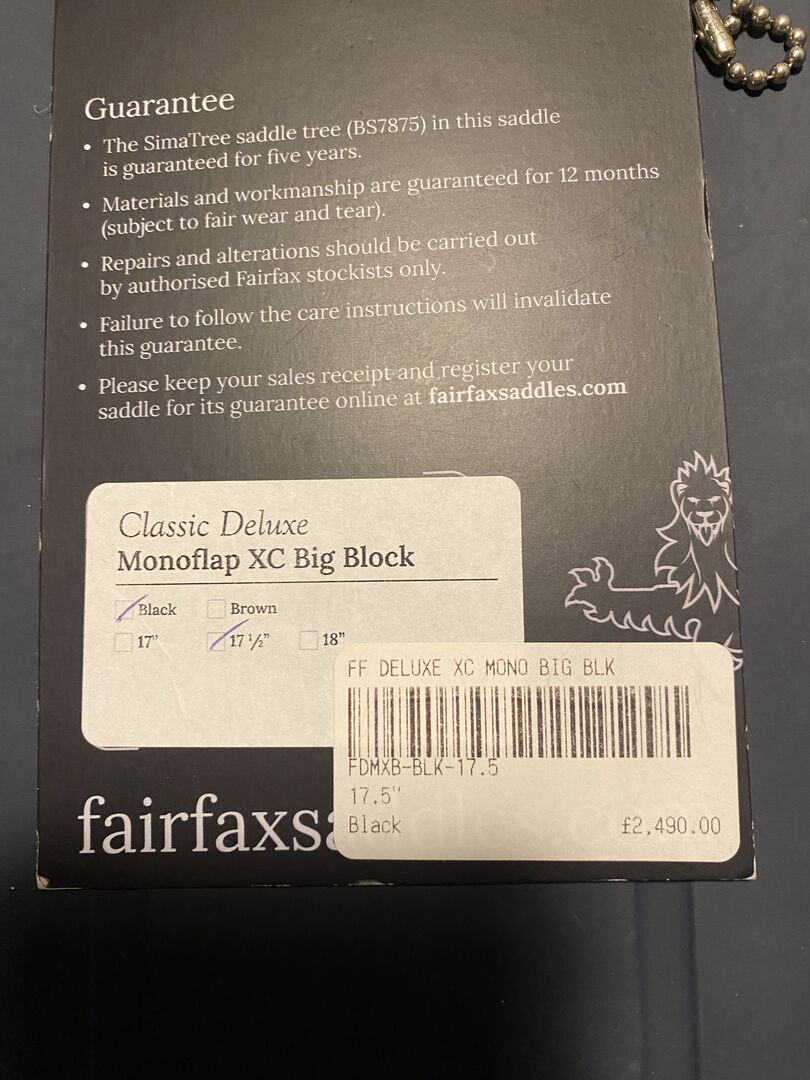 Guarantee
• The SimaTree saddle tree (BS7875) in this saddle
is guaranteed for five years.
• Materials and workmanship are guaranteed for 12 months
(subject to fair wear and tear).
• Repairs and alterations should be carried out
by authorised Fairfax stockists only.
• Failure to follow the care instructions will invalidate
this guarantee.
• Please keep your sales receipt and register your
saddle for its guarantee online at fairfaxsaddles.com
Classic Deluxe
Monoflap XC Big Block
Black Brown
17" 17 ½" 18"
FF DELUXE XC MONO BIG BLK
FDMXB-BLK-17.5
17.5"
Black £2,490.00
fairfaxsa